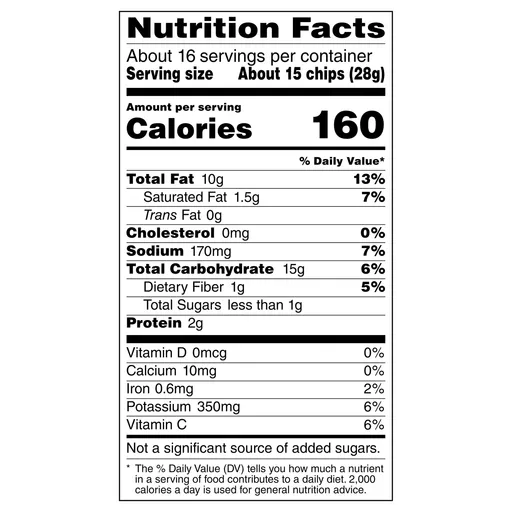 Nutrition Facts
About 16 servings per container
Serving size About 15 chips (28g)
Amount per serving
Calories 160
% Daily Value*
Total Fat 10g 13%
Saturated Fat 1.5g 7%
Trans Fat 0g
Cholesterol 0mg 0%
Sodium 170mg 7%
Total Carbohydrate 15g 6%
Dietary Fiber 1g 5%
Total Sugars less than 1g
Protein 2g
Vitamin D 0mcg 0%
Calcium 10mg 0%
Iron 0.6mg 2%
Potassium 350mg 6%
Vitamin C 6%
Not a significant source of added sugars.
* The % Daily Value (DV) tells you how much a nutrient
in a serving of food contributes to a daily diet. 2,000
calories a day is used for general nutrition advice.